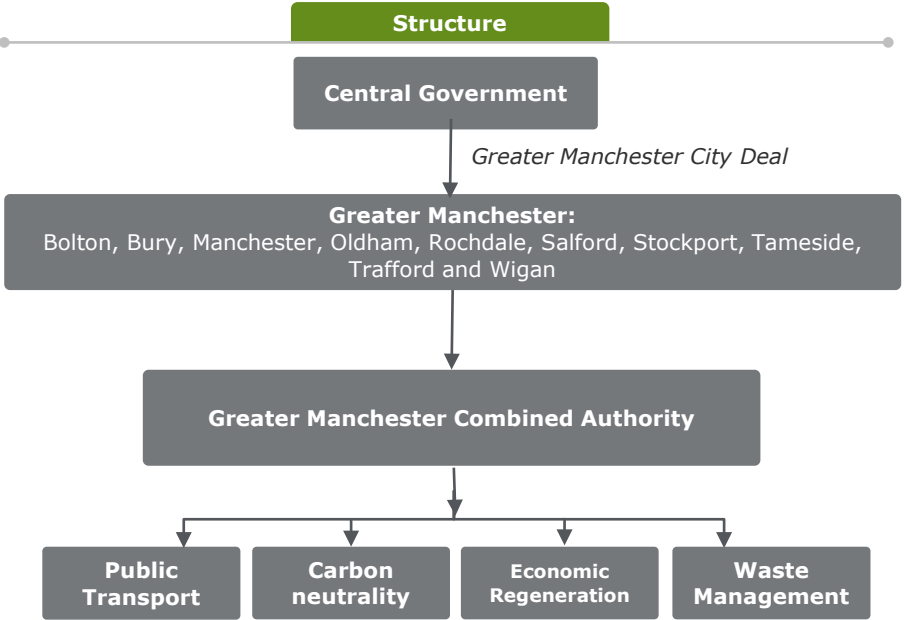 Structure
Central Government
Greater Manchester City Deal
Greater Manchester:
Bolton, Bury, Manchester, Oldham, Rochdale, Salford, Stockport, Tameside,
Trafford and Wigan
Greater Manchester Combined Authority
Public
Transport
Carbon
neutrality
Economic
Regeneration
Waste
Management